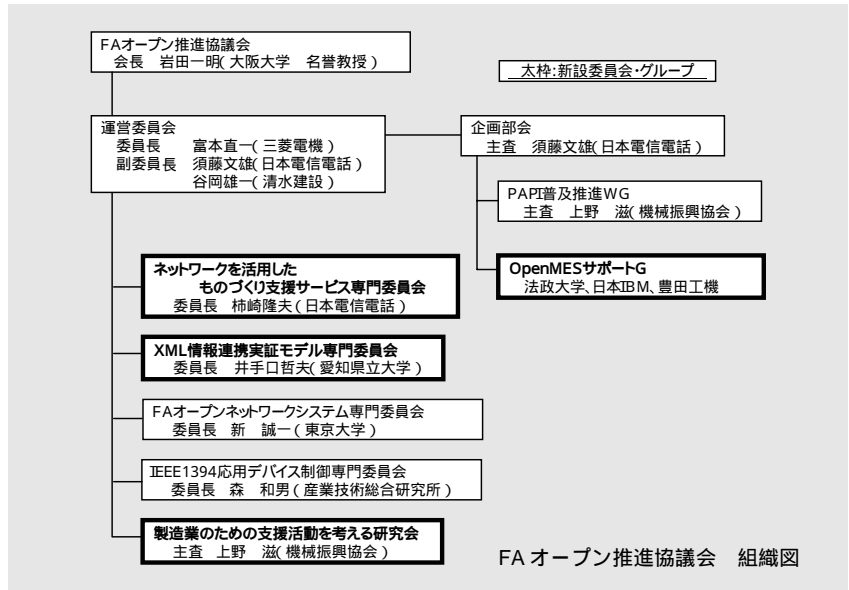 FAオープン推進協議会
会長 岩田一明(大阪大学 名誉教授)
太枠:新設委員会・グループ
運営委員会
委員長 富本直一(三菱電機)
副委員長 須藤文雄(日本電信電話)
谷岡雄一(清水建設)
企画部会
主査 須藤文雄(日本電信電話)
PAPI普及推進WG
主査 上野 滋(機械振興協会)
OpenMESサポートG
法政大学、日本IBM、豊田工機
ネットワークを活用した
ものづくり支援サービス専門委員会
委員長 柿崎隆夫(日本電信電話)
XML情報連携実証モデル専門委員会
委員長 井手口哲夫(愛知県立大学)
FAオープンネットワークシステム専門委員会
委員長 新 誠一(東京大学)
IEEE1394応用デバイス制御専門委員会
委員長 森 和男(産業技術総合研究所)
製造業のための支援活動を考える研究会
主査 上野 滋(機械振興協会)
FAオープン推進協議会 組織図